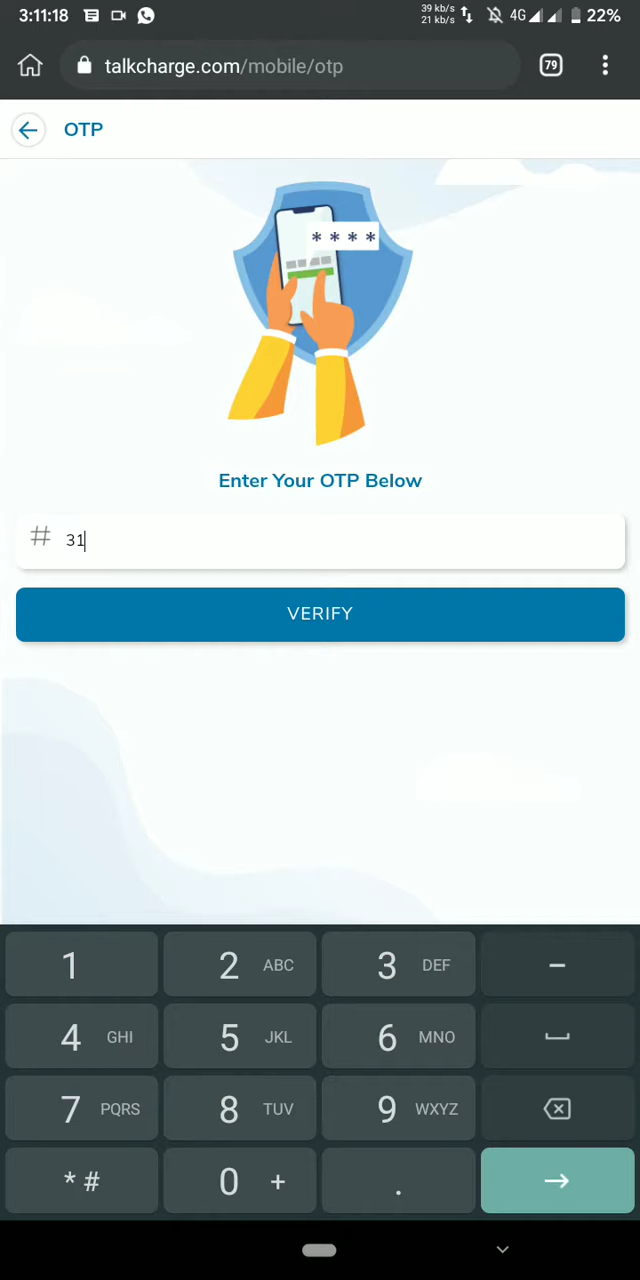 3:11:18 39 kb/s 21 kb/s 4G 22%
talkcharge.com/mobile/otp 79
OTP
* * * *
Enter Your OTP Below
# 31
VERIFY
1 2 ABC 3 DEF –
4 GHI 5 JKL 6 MNO
7 PQRS 8 TUV 9 WXYZ
* # 0 + .